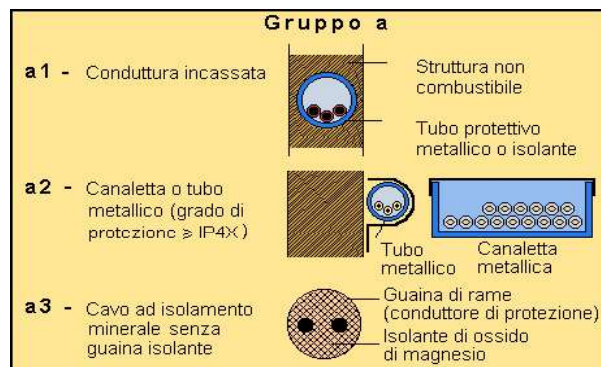 Gruppo a
a1 - Conduttura incassata
Struttura non
combustibile
Tubo protettivo
metallico o isolante
a2 - Canaletta o tubo
metallico (grado di
protezione ≥ IP4X)
Tubo
metallico
Canaletta
metallica
a3 - Cavo ad isolamento
minerale senza
guaina isolante
Guaina di rame
(conduttore di protezione)
Isolante di ossido
di magnesio